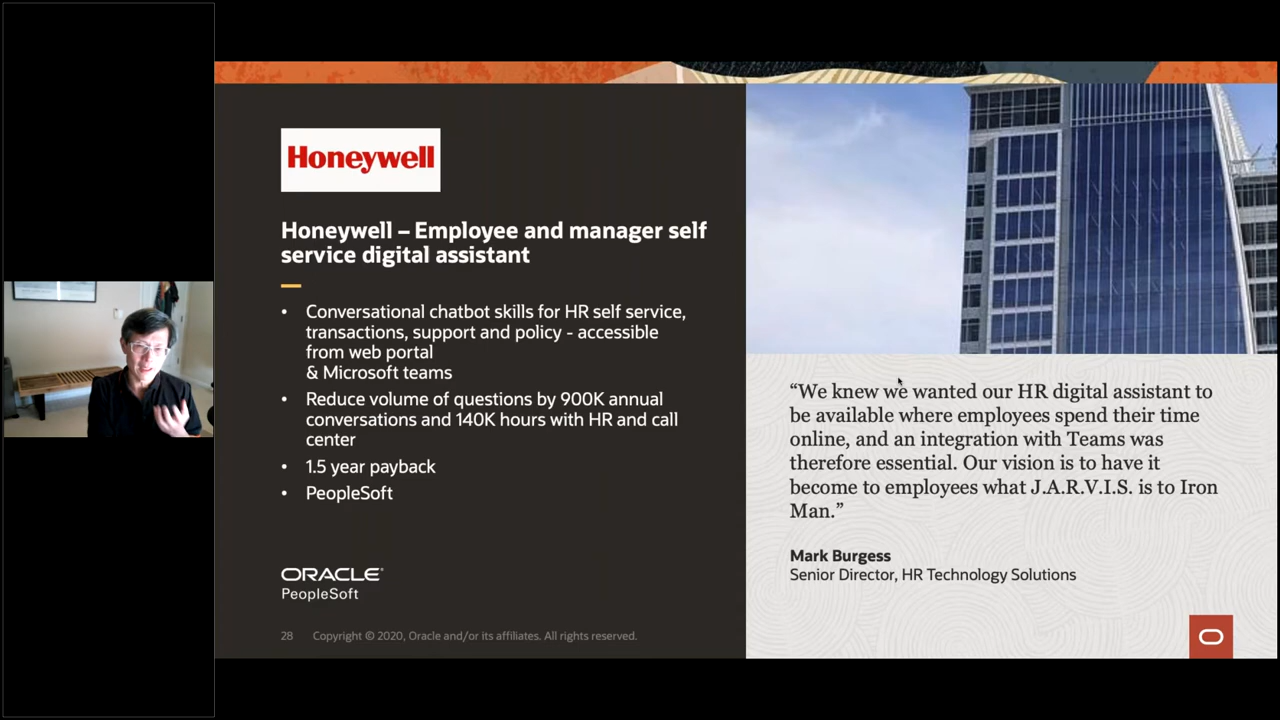 Honeywell
Honeywell – Employee and manager self
service digital assistant
• Conversational chatbot skills for HR self service,
transactions, support and policy - accessible
from web portal
& Microsoft teams
• Reduce volume of questions by 900K annual
conversations and 140K hours with HR and call
center
• 1.5 year payback
• PeopleSoft
ORACLE
PeopleSoft
28 Copyright © 2020, Oracle and/or its affiliates. All rights reserved.
“We knew we wanted our HR digital assistant to
be available where employees spend their time
online, and an integration with Teams was
therefore essential. Our vision is to have it
become to employees what J.A.R.V.I.S. is to Iron
Man.”
Mark Burgess
Senior Director, HR Technology Solutions